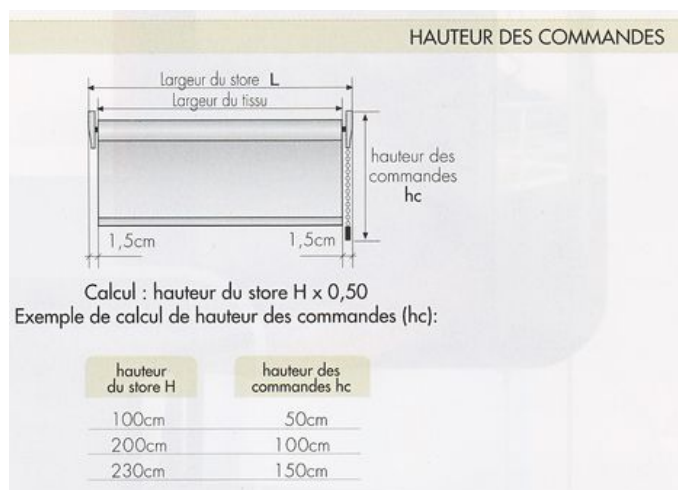 HAUTEUR DES COMMANDES
Largeur du store L
Largeur du tissu
hauteur des
commandes
hc
1,5cm
1,5cm
Calcul : hauteur du store H x 0,50
Exemple de calcul de hauteur des commandes (hc):
hauteur
du store H
hauteur des
commandes hc
100cm 50cm
200cm 100cm
230cm 150cm